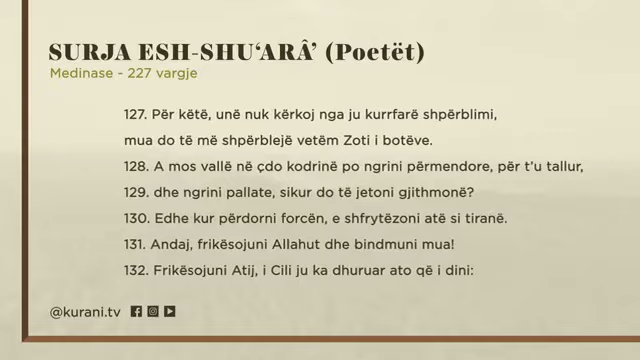 SURJA ESH-SHU‘ARÂ’ (Poetët)
Medinase - 227 vargje
127. Për këtë, unë nuk kërkoj nga ju kurrfarë shpërblimi,
mua do të më shpërblejë vetëm Zoti i botëve.
128. A mos vallë në çdo kodrinë po ngrini përmendore, për t’u tallur,
129. dhe ngrini pallate, sikur do të jetoni gjithmonë?
130. Edhe kur përdorni forcën, e shfrytëzoni atë si tiranë.
131. Andaj, frikësojuni Allahut dhe bindmuni mua!
132. Frikësojuni Atij, i Cili ju ka dhuruar ato që i dini:
@kurani.tv